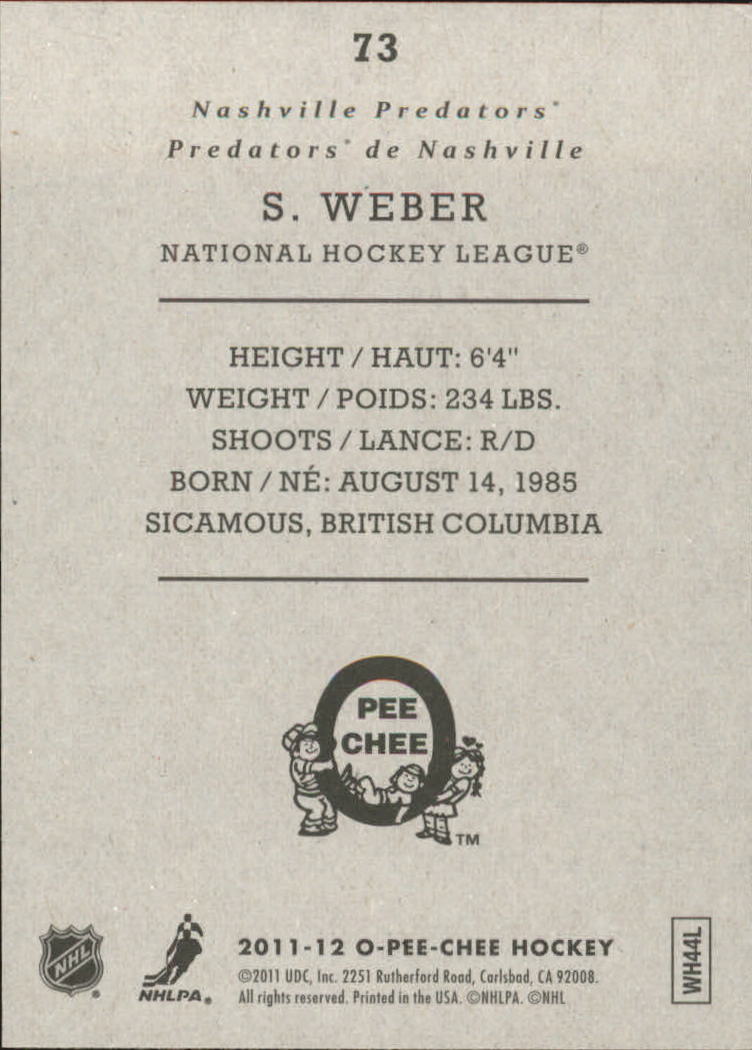 73
Nashville Predators®
Predators® de Nashville
S. WEBER
NATIONAL HOCKEY LEAGUE®
HEIGHT / HAUT: 6'4"
WEIGHT / POIDS: 234 LBS.
SHOOTS / LANCE: R/D
BORN / NÉ: AUGUST 14, 1985
SICAMOUS, BRITISH COLUMBIA
O
PEE
CHEE
TM
NHL
®
NHLPA®
2011-12 O-PEE-CHEE HOCKEY
©2011 UDC, Inc. 2251 Rutherford Road, Carlsbad, CA 92008.
All rights reserved. Printed in the USA. ©NHLPA. ©NHL
WH44L